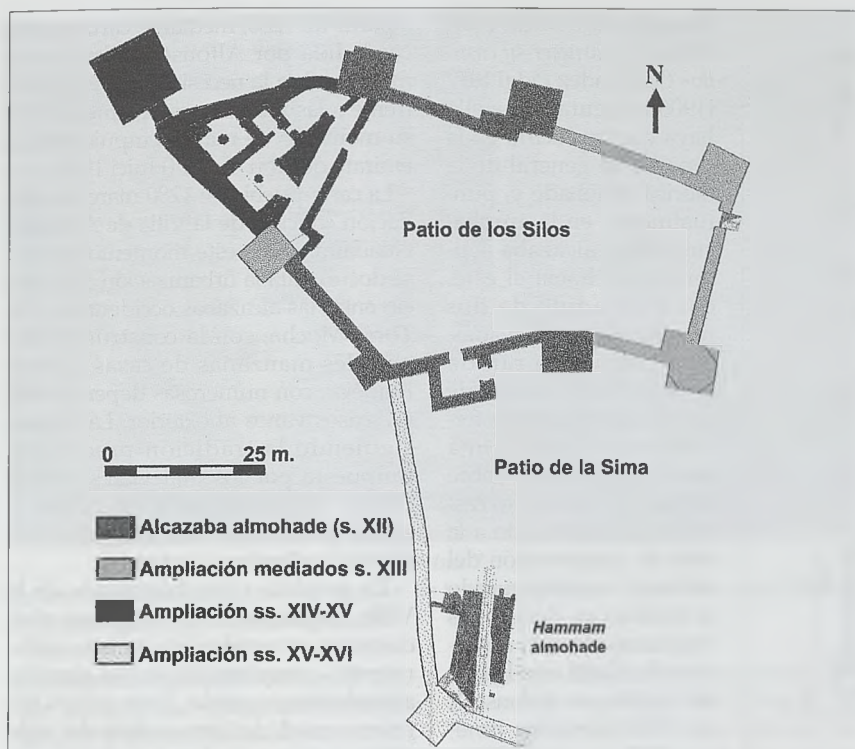 N
Patio de los Silos
Patio de la Sima
0 25 m.
Alcazaba almohade (s. XII)
Ampliación mediados s. XIII
Ampliación ss. XIV-XV
Ampliación ss. XV-XVI
Hammam
almohade